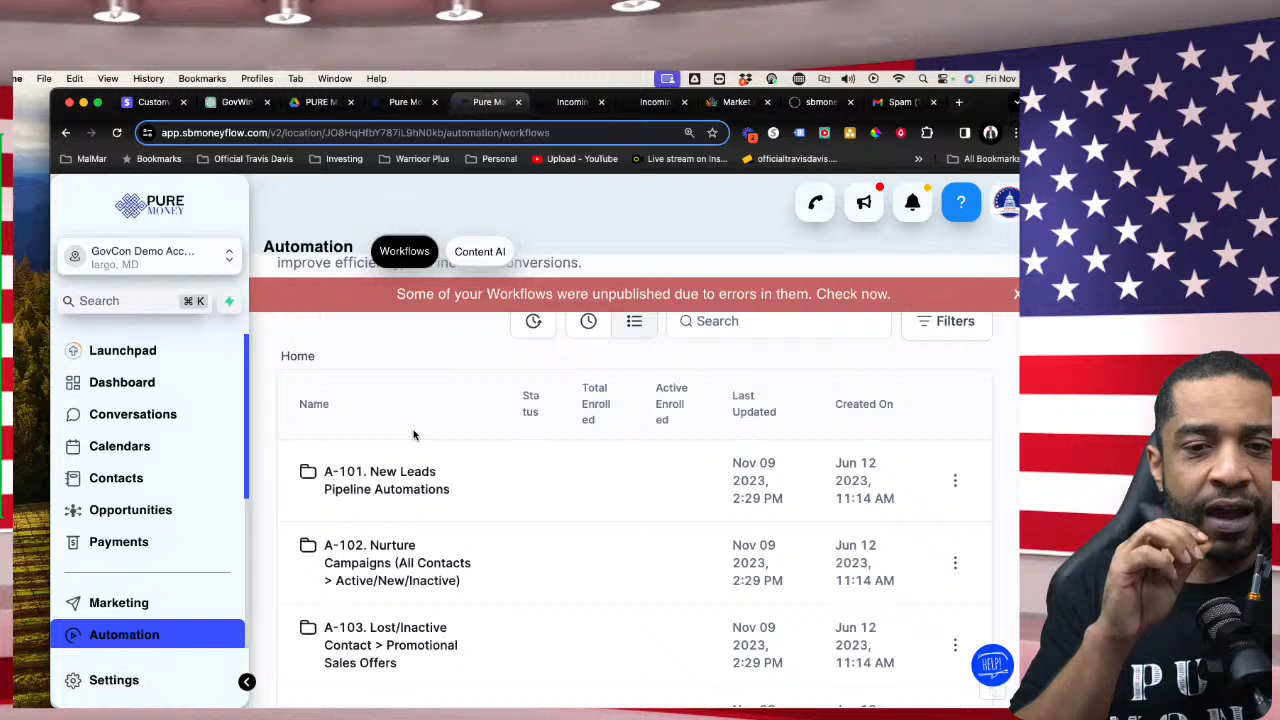 me File Edit View History Bookmarks Profiles Tab Window Help Fri Nov
Custom GovWin PURE M Pure Mo Pure Mo Incomin Incomin Market sbmone Gmail Spam (
app.sbmoneyflow.com/v2/location/JO8HqHfbY787iL9hN0kb/automation/workflows
MalMar Bookmarks Official Travis Davis Investing Warrioor Plus Personal Upload - YouTube Live stream on Ins... officialtravisdavis.... » All Bookmarks
PURE
MONEY
GovCon Demo Acc...
largo, MD
Search ⌘ K
Launchpad
Dashboard
Conversations
Calendars
Contacts
Opportunities
Payments
Marketing
Automation
Settings
Automation Workflows Content AI
Some of your Workflows were unpublished due to errors in them. Check now.
Search Filters
Home
Name
Sta
tus
Total
Enroll
ed
Active
Enroll
ed
Last
Updated
Created On
A-101. New Leads
Pipeline Automations
Nov 09
2023,
2:29 PM
Jun 12
2023,
11:14 AM
A-102. Nurture
Campaigns (All Contacts
> Active/New/Inactive)
Nov 09
2023,
2:29 PM
Jun 12
2023,
11:14 AM
A-103. Lost/Inactive
Contact > Promotional
Sales Offers
Nov 09
2023,
2:29 PM
Jun 12
2023,
11:14 AM
HELP!